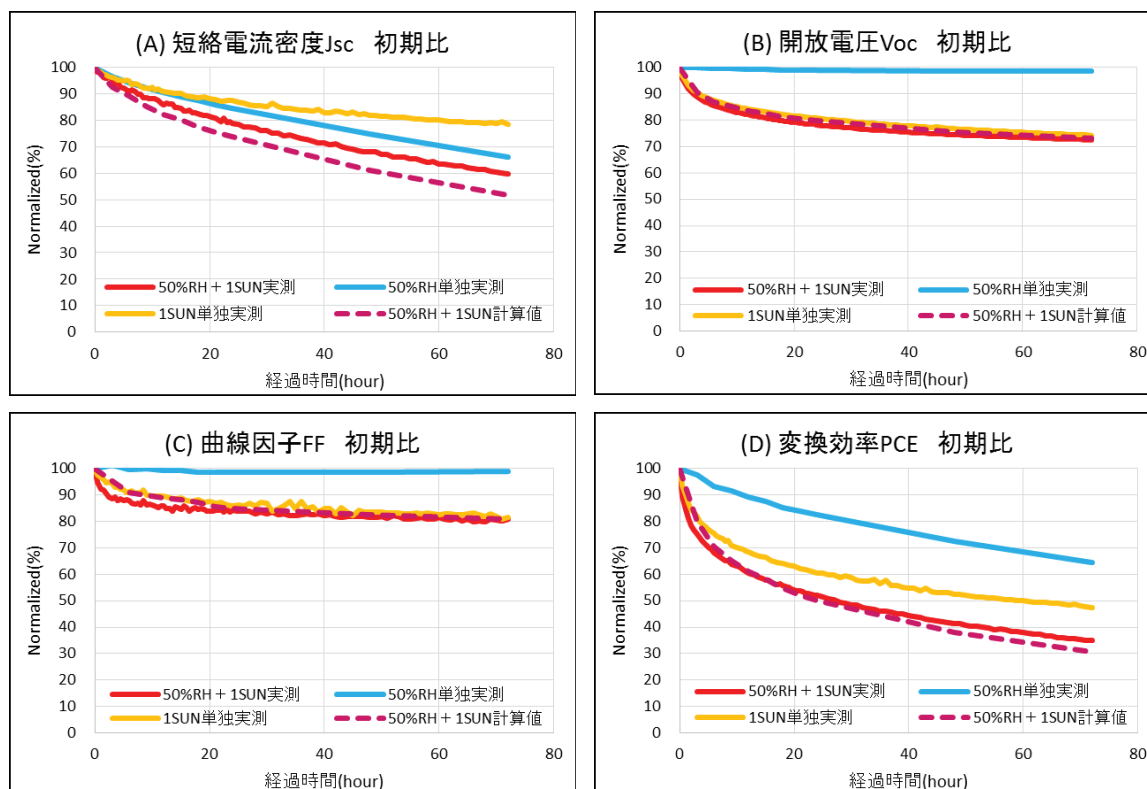 (A) 短絡電流密度Jsc 初期比
Normalized(%)
100
90
80
70
60
50
40
30
20
10
0
50%RH＋1SUN実測
50%RH単独実測
1SUN単独実測
50%RH＋1SUN計算値
0
20
40
60
80
経過時間(hour)
(B) 開放電圧Voc 初期比
Normalized(%)
100
90
80
70
60
50
40
30
20
10
0
50%RH＋1SUN実測
50%RH単独実測
1SUN単独実測
50%RH＋1SUN計算値
0
20
40
60
80
経過時間(hour)
(C) 曲線因子FF 初期比
Normalized(%)
100
90
80
70
60
50
40
30
20
10
0
50%RH＋1SUN実測
50%RH単独実測
1SUN単独実測
50%RH＋1SUN計算値
0
20
40
60
80
経過時間(hour)
(D) 変換効率PCE 初期比
Normalized(%)
100
90
80
70
60
50
40
30
20
10
0
50%RH＋1SUN実測
50%RH単独実測
1SUN単独実測
50%RH＋1SUN計算値
0
20
40
60
80
経過時間(hour)